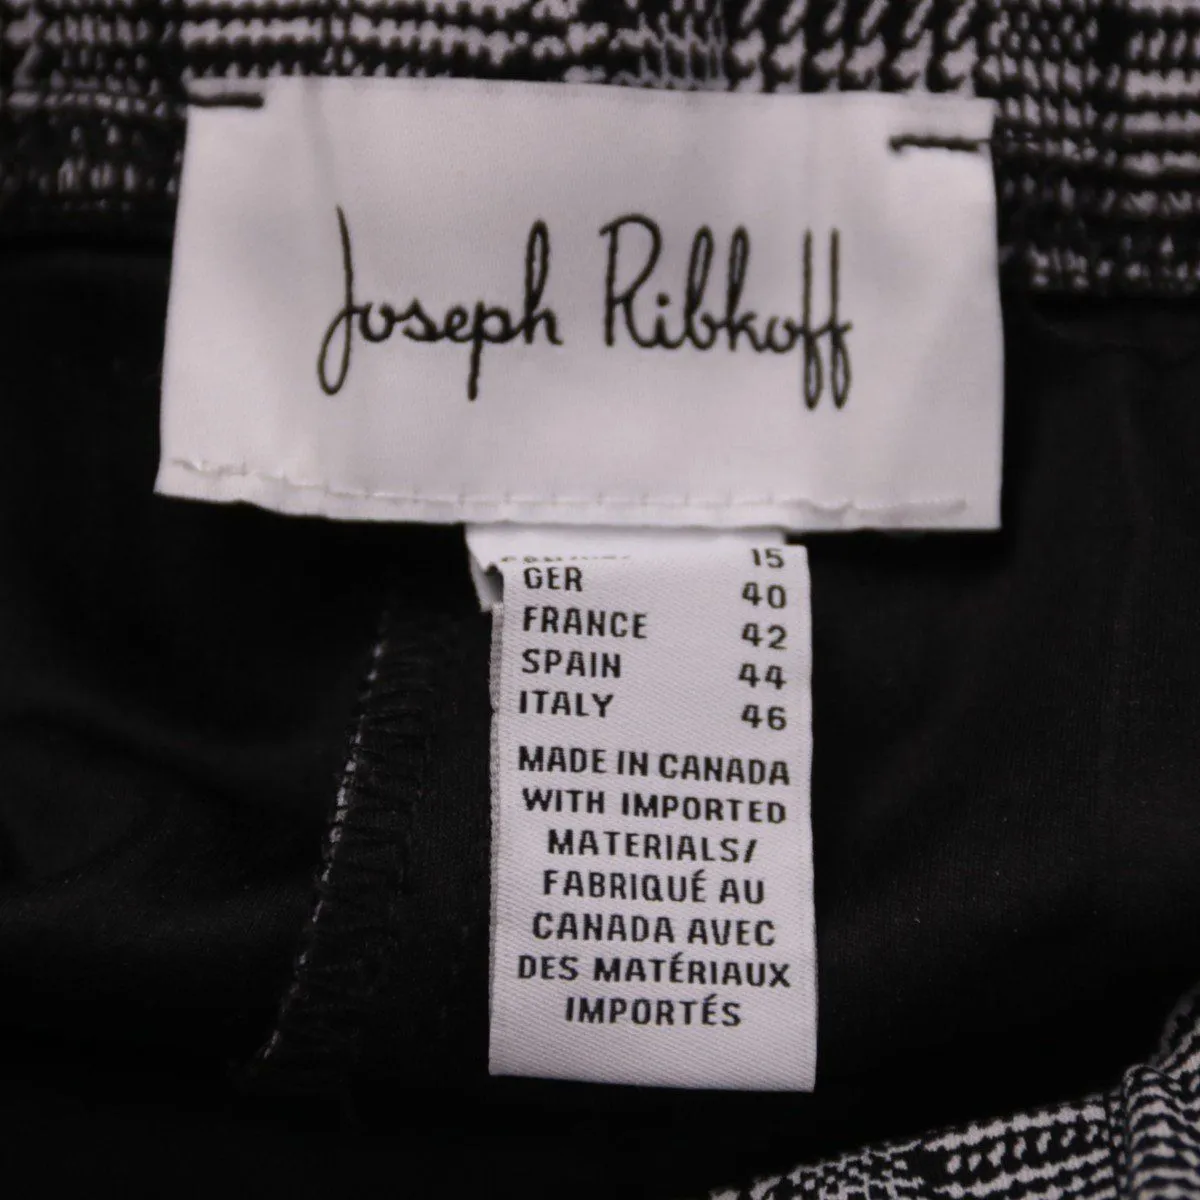 Joseph Ribkoff
15
GER 40
FRANCE 42
SPAIN 44
ITALY 46
MADE IN CANADA
WITH IMPORTED
MATERIALS/
FABRIQUÉ AU
CANADA AVEC
DES MATÉRIAUX
IMPORTÉS